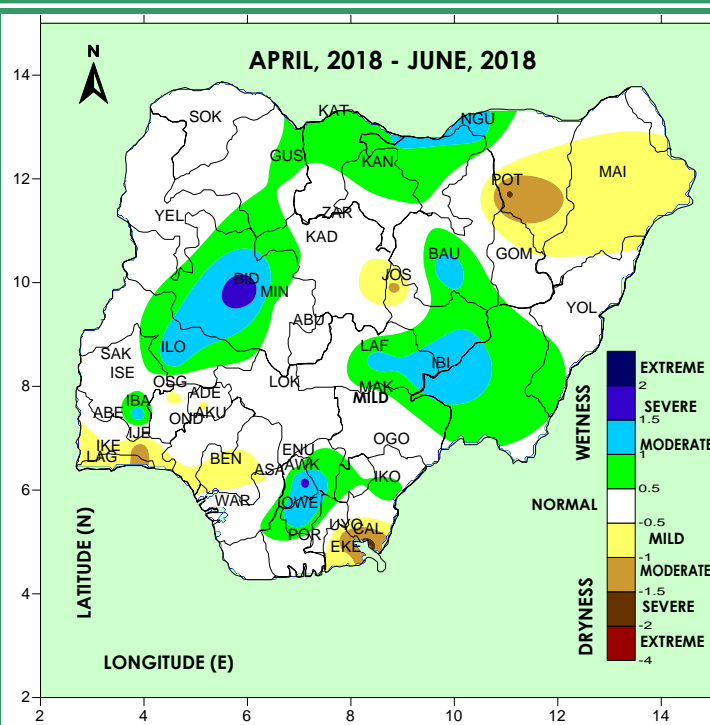 APRIL, 2018 - JUNE, 2018
N
14
12
10
8
6
4
2
2
4
6
8
10
12
14
LATITUDE (N)
LONGITUDE (E)
SOK
KAT
NGU
GUS
KAN
MAI
POT
YEL
ZAR
KAD
BAU
GOM
JOS
BID
MIN
YOL
ABU
ILO
LAF
IBI
SAK
ISE
OSG
LOK
MAK
MILD
ADE
IBA
ABE
OND
AKU
IJE
OGO
IKE
LAG
ENU
BEN
ASA
AWK
IKO
WAR
OWE
UYO
CAL
POR
EKE
WETNESS
NORMAL
DRYNESS
EXTREME
2
SEVERE
1.5
MODERATE
1
0.5
-0.5
MILD
-1
MODERATE
-1.5
SEVERE
-2
EXTREME
-4